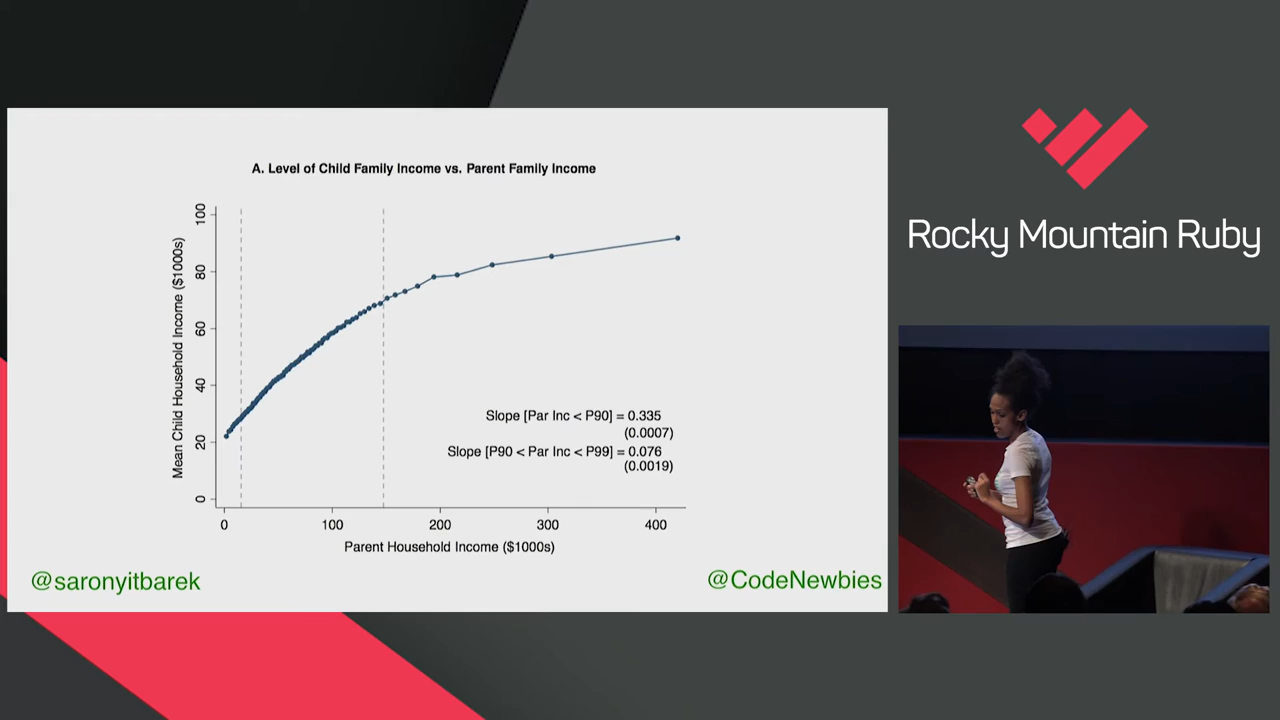 A. Level of Child Family Income vs. Parent Family Income
Mean Child Household Income ($1000s)
100
80
60
40
20
0
Slope [Par Inc < P90] = 0.335
(0.0007)
Slope [P90 < Par Inc < P99] = 0.076
(0.0019)
0 100 200 300 400
Parent Household Income ($1000s)
@saronyitbarek
@CodeNewbies
Rocky Mountain Ruby